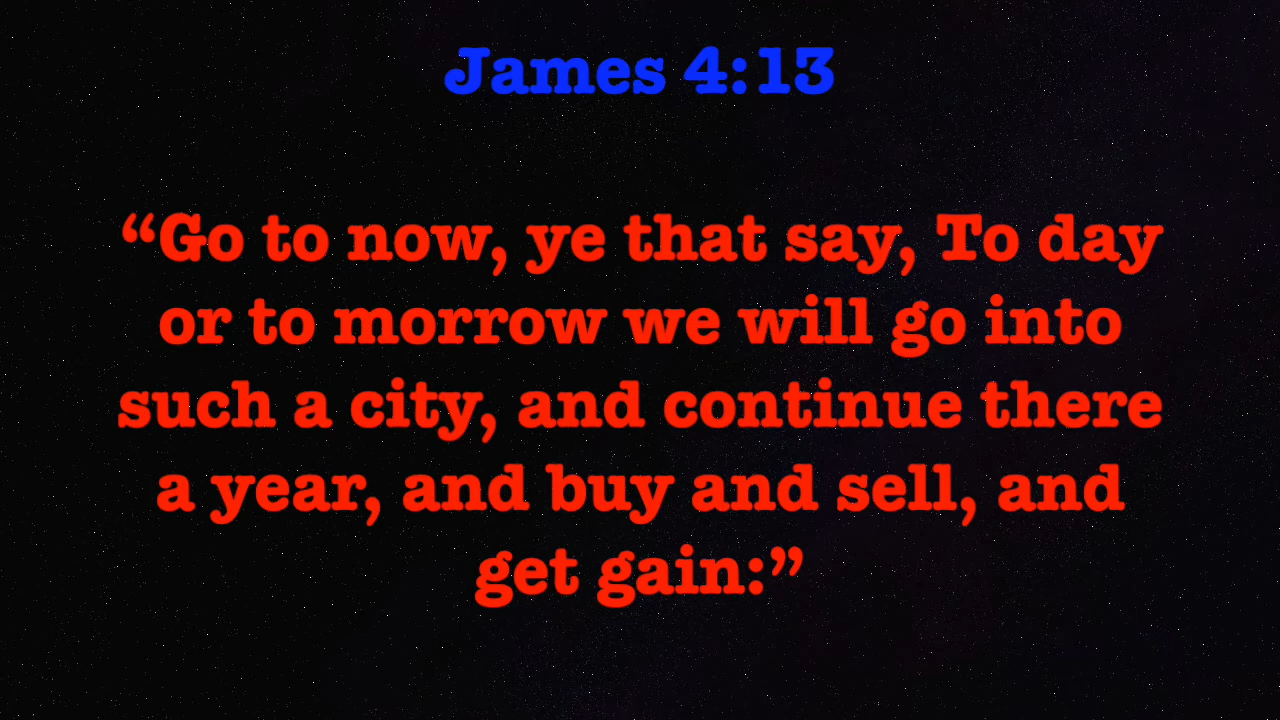 James 4:13
“Go to now, ye that say, To day
or to morrow we will go into
such a city, and continue there
a year, and buy and sell, and
get gain:”